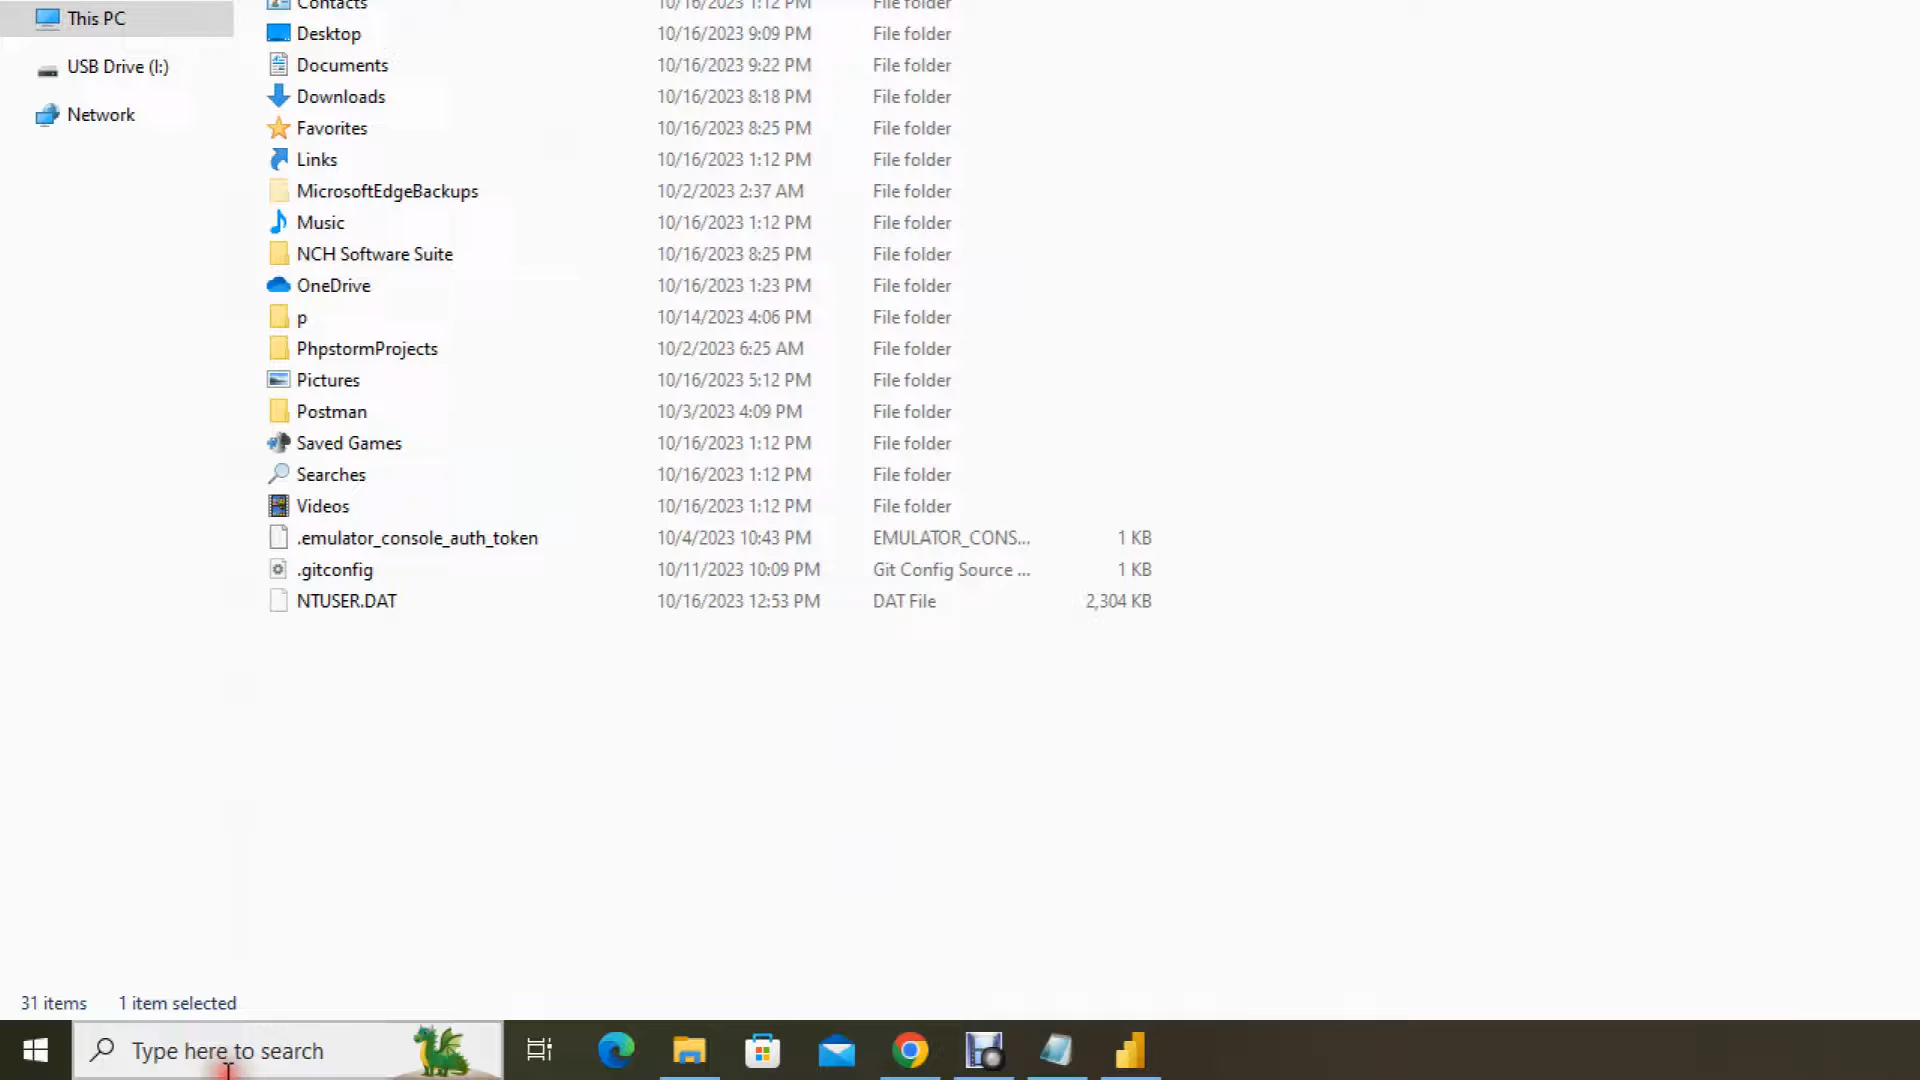 This PC
USB Drive (I:)
Network
Contacts 10/16/2023 1:12 PM File folder
Desktop 10/16/2023 9:09 PM File folder
Documents 10/16/2023 9:22 PM File folder
Downloads 10/16/2023 8:18 PM File folder
Favorites 10/16/2023 8:25 PM File folder
Links 10/16/2023 1:12 PM File folder
MicrosoftEdgeBackups 10/2/2023 2:37 AM File folder
Music 10/16/2023 1:12 PM File folder
NCH Software Suite 10/16/2023 8:25 PM File folder
OneDrive 10/16/2023 1:23 PM File folder
p 10/14/2023 4:06 PM File folder
PhpstormProjects 10/2/2023 6:25 AM File folder
Pictures 10/16/2023 5:12 PM File folder
Postman 10/3/2023 4:09 PM File folder
Saved Games 10/16/2023 1:12 PM File folder
Searches 10/16/2023 1:12 PM File folder
Videos 10/16/2023 1:12 PM File folder
.emulator_console_auth_token 10/4/2023 10:43 PM EMULATOR_CONS... 1 KB
.gitconfig 10/11/2023 10:09 PM Git Config Source ... 1 KB
NTUSER.DAT 10/16/2023 12:53 PM DAT File 2,304 KB
31 items 1 item selected
Type here to search